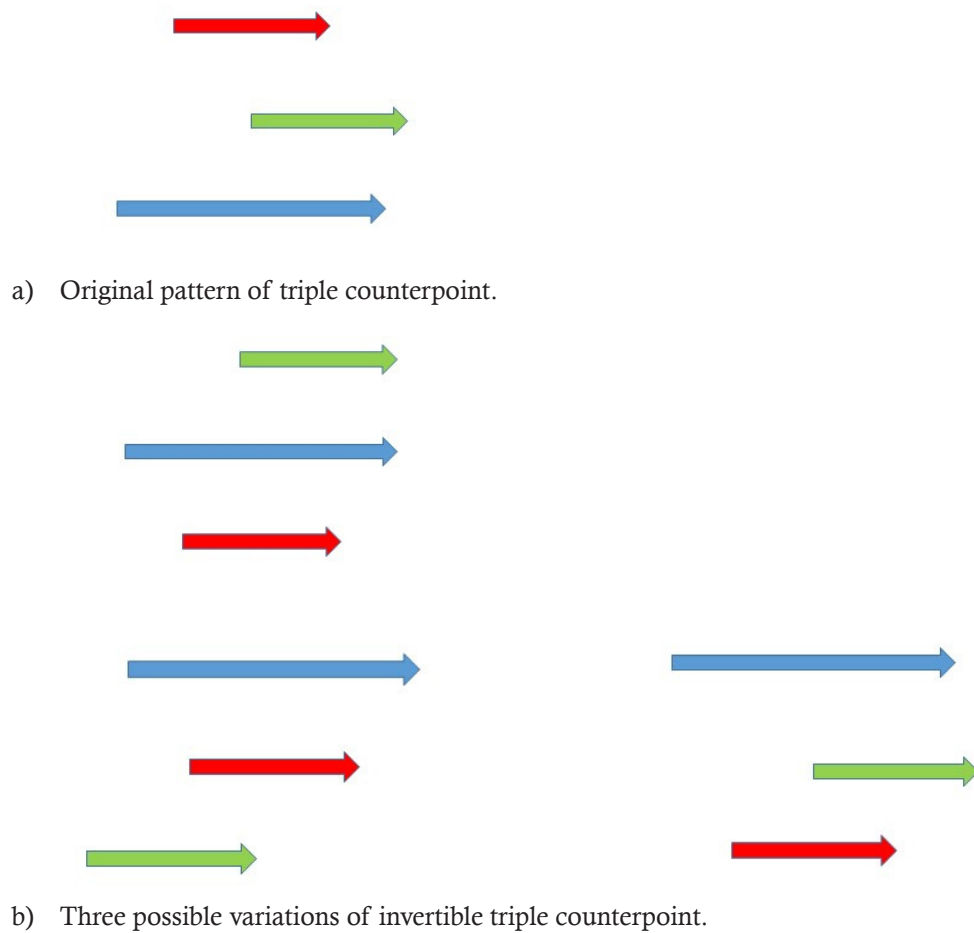 a) Original pattern of triple counterpoint.
b) Three possible variations of invertible triple counterpoint.